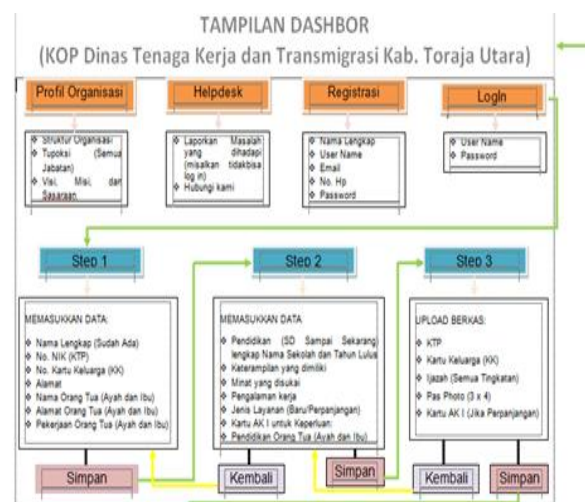 TAMPILAN DASHBOR
(KOP Dinas Tenaga Kerja dan Transmigrasi Kab. Toraja Utara)
Profil Organisasi
Helpdesk
Registrasi
LogIn
❖ Struktur Organisasi
❖ Tupoksi (Semua
Jabatan)
❖ Visi, Misi, dan
Sasaraan
❖ Laporkan Masalah
yang dihadapi
(misalkan tidakbisa
log in)
❖ Hubungi kami
❖ Nama Lengkap
❖ User Name
❖ Email
❖ No. Hp
❖ Password
❖ User Name
❖ Password
Step 1
Step 2
Step 3
MEMASUKKAN DATA:
❖ Nama Lengkap (Sudah Ada)
❖ No. NIK (KTP)
❖ No. Kartu Keluarga (KK)
❖ Alamat
❖ Nama Orang Tua (Ayah dan Ibu)
❖ Alamat Orang Tua (Ayah dan Ibu)
❖ Pekerjaan Orang Tua (Ayah dan Ibu)
MEMASUKKAN DATA
❖ Pendidikan (SD Sampai Sekarang)
lengkap Nama Sekolah dan Tahun Lulus
❖ Keterampilan yang dimiliki
❖ Minat yang disukai
❖ Pengalaman kerja
❖ Jenis Layanan (Baru/Perpanjangan)
❖ Kartu AK I untuk Keperluan:
Pendidikan Orang Tua (Ayah dan Ibu)
UPLOAD BERKAS:
❖ KTP
❖ Kartu Keluarga (KK)
❖ Ijazah (Semua Tingkatan)
❖ Pas Photo (3 x 4)
❖ Kartu AK I (Jika Perpanjangan)
Simpan
Kembali
Simpan
Kembali
Simpan